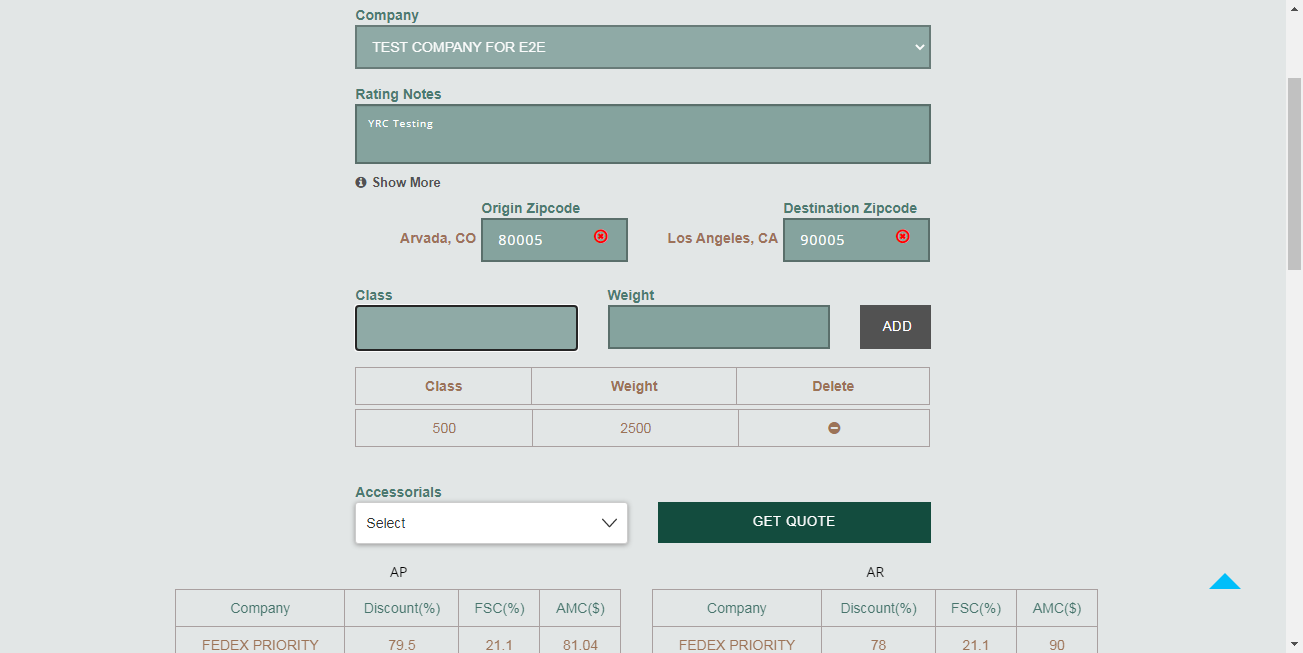 Company
TEST COMPANY FOR E2E
Rating Notes
YRC Testing
Show More
Origin Zipcode
Destination Zipcode
Arvada, CO 80005
Los Angeles, CA 90005
Class
Weight
ADD
Class Weight Delete
500 2500
Accessorials
Select
GET QUOTE
AP
Company Discount(%) FSC(%) AMC($)
FEDEX PRIORITY 79.5 21.1 81.04
AR
Company Discount(%) FSC(%) AMC($)
FEDEX PRIORITY 78 21.1 90